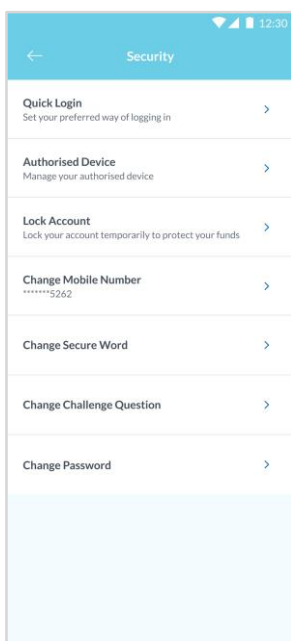 12:30
Security
Quick Login
Set your preferred way of logging in
Authorised Device
Manage your authorised device
Lock Account
Lock your account temporarily to protect your funds
Change Mobile Number
*******5262
Change Secure Word
Change Challenge Question
Change Password